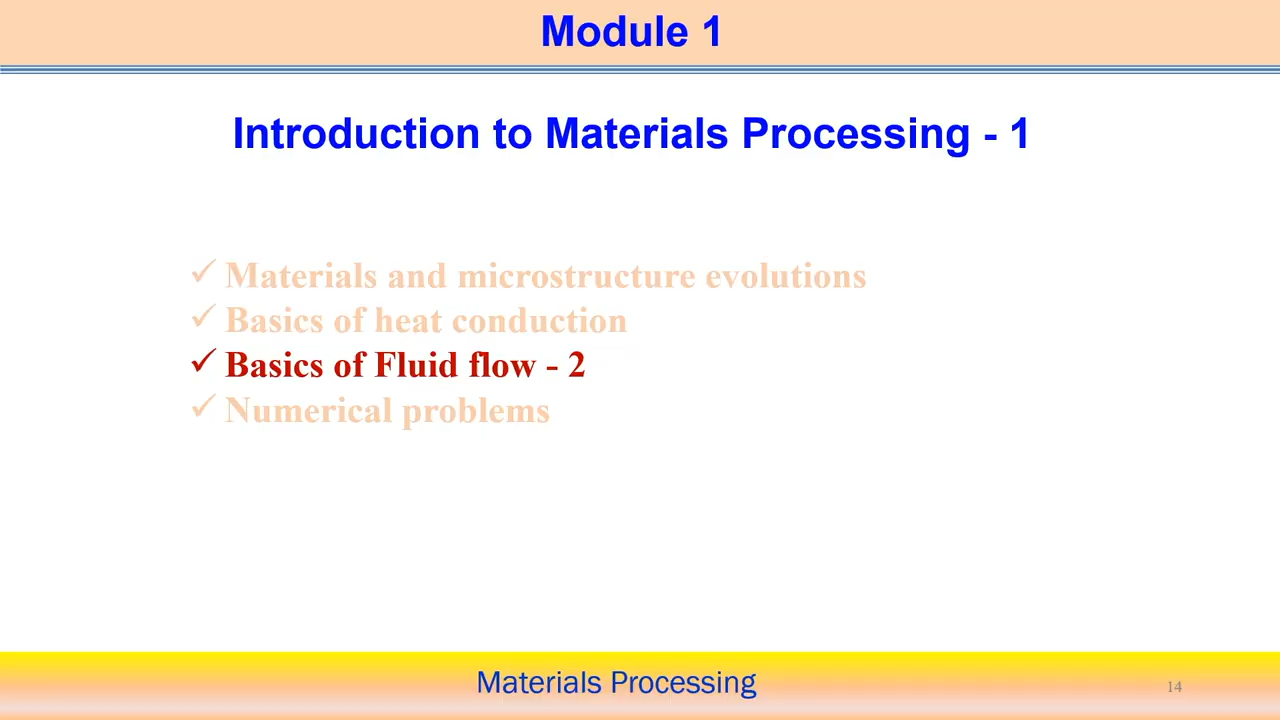 Module 1
Introduction to Materials Processing - 1
✓ Materials and microstructure evolutions
✓ Basics of heat conduction
✓ Basics of Fluid flow - 2
✓ Numerical problems
Materials Processing
14